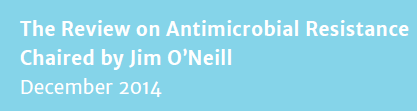 The Review on Antimicrobial Resistance
Chaired by Jim O’Neill
December 2014